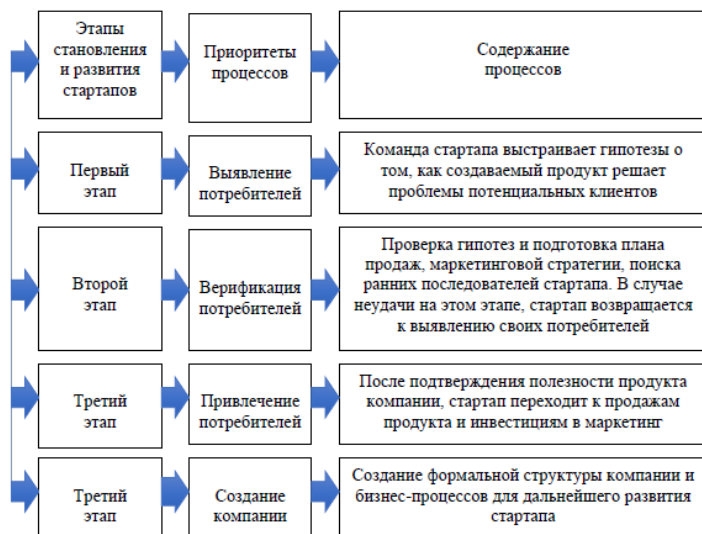 Этапы
становления
и развития
стартапов
Приоритеты
процессов
Содержание
процессов
Первый
этап
Выявление
потребителей
Команда стартапа выстраивает гипотезы о
том, как создаваемый продукт решает
проблемы потенциальных клиентов
Второй
этап
Верификация
потребителей
Проверка гипотез и подготовка плана
продаж, маркетинговой стратегии, поиска
ранних последователей стартапа. В случае
неудачи на этом этапе, стартап возвращается
к выявлению своих потребителей
Третий
этап
Привлечение
потребителей
После подтверждения полезности продукта
компании, стартап переходит к продажам
продукта и инвестициям в маркетинг
Третий
этап
Создание
компании
Создание формальной структуры компании и
бизнес-процессов для дальнейшего развития
стартапа